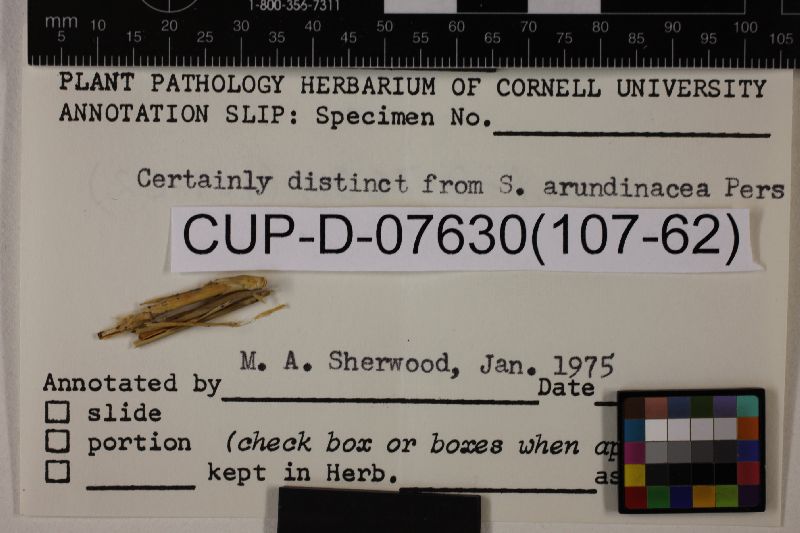 1-800-356-7311
mm
5 10 15 20 25 30 35 40 45 50 55 60 65 70 75 80 85 90 95 100 105
PLANT PATHOLOGY HERBARIUM OF CORNELL UNIVERSITY
ANNOTATION SLIP: Specimen No.
Certainly distinct from S. arundinacea Pers
CUP-D-07630(107-62)
M. A. Sherwood, Jan. 1975
Annotated by Date
slide
portion (check box or boxes when ap
kept in Herb. as